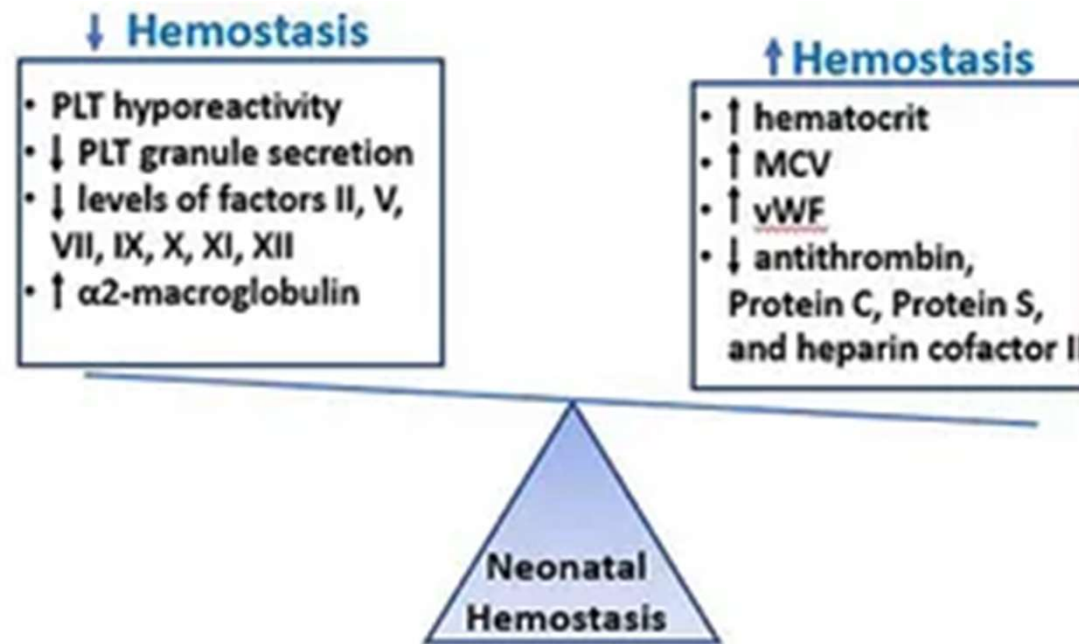 ↓ Hemostasis
• PLT hyporeactivity
• ↓ PLT granule secretion
• ↓ levels of factors II, V,
VII, IX, X, XI, XII
• ↑ α2-macroglobulin
↑ Hemostasis
• ↑ hematocrit
• ↑ MCV
• ↑ vWF
• ↓ antithrombin,
Protein C, Protein S,
and heparin cofactor II
Neonatal
Hemostasis